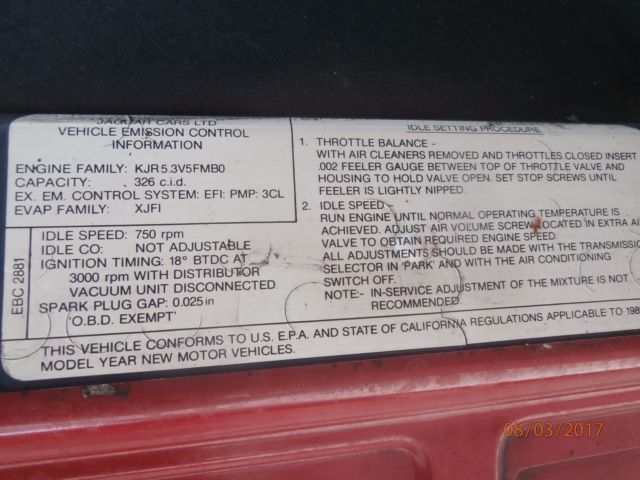 JAGUAR CARS LTD
VEHICLE EMISSION CONTROL
INFORMATION
ENGINE FAMILY: KJR5.3V5FMB0
CAPACITY: 326 c.i.d.
EX. EM. CONTROL SYSTEM: EFI: PMP: 3CL
EVAP FAMILY: XJFI
EBC 2881
IDLE SPEED: 750 rpm
IDLE CO: NOT ADJUSTABLE
IGNITION TIMING: 18° BTDC AT
3000 rpm WITH DISTRIBUTOR
VACUUM UNIT DISCONNECTED
SPARK PLUG GAP: 0.025in
'O.B.D. EXEMPT'
IDLE SETTING PROCEDURE
1. THROTTLE BALANCE -
WITH AIR CLEANERS REMOVED AND THROTTLES CLOSED INSERT
.002 FEELER GAUGE BETWEEN TOP OF THROTTLE VALVE AND
HOUSING TO HOLD VALVE OPEN. SET STOP SCREWS UNTIL
FEELER IS LIGHTLY NIPPED.
2. IDLE SPEED
RUN ENGINE UNTIL NORMAL OPERATING TEMPERATURE IS
ACHIEVED. ADJUST AIR VOLUME SCREW LOCATED IN EXTRA AI
VALVE TO OBTAIN REQUIRED ENGINE SPEED.
ALL ADJUSTMENTS SHOULD BE MADE WITH THE TRANSMISSIO
SELECTOR IN 'PARK' AND WITH THE AIR CONDITIONING
SWITCH OFF.
NOTE:- IN-SERVICE ADJUSTMENT OF THE MIXTURE IS NOT
RECOMMENDED
THIS VEHICLE CONFORMS TO U.S. E.P.A. AND STATE OF CALIFORNIA REGULATIONS APPLICABLE TO 198
MODEL YEAR NEW MOTOR VEHICLES.
08/03/2017